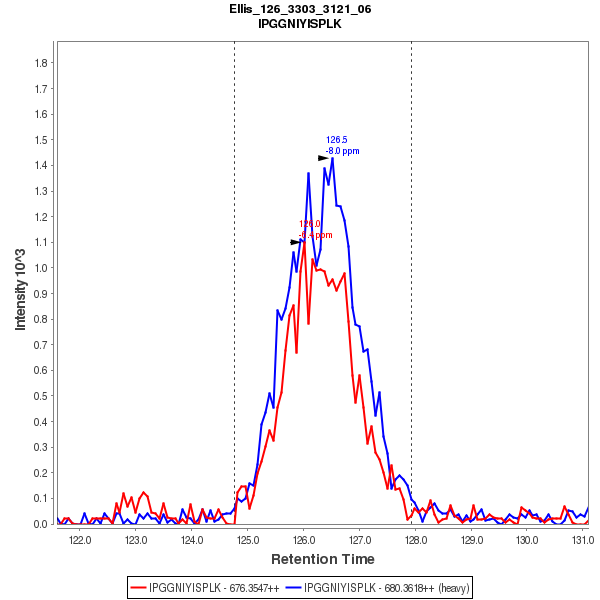 Ellis_126_3303_3121_06
IPGGNIYISPLK
Intensity 10^3
1.8
1.7
1.6
1.5
1.4
1.3
1.2
1.1
1.0
0.9
0.8
0.7
0.6
0.5
0.4
0.3
0.2
0.1
0.0
126.5
-8.0 ppm
126.0
ppm
122.0 123.0 124.0 125.0 126.0 127.0 128.0 129.0 130.0 131.0
Retention Time
IPGGNIYISPLK - 676.3547++ IPGGNIYISPLK - 680.3618++ (heavy)